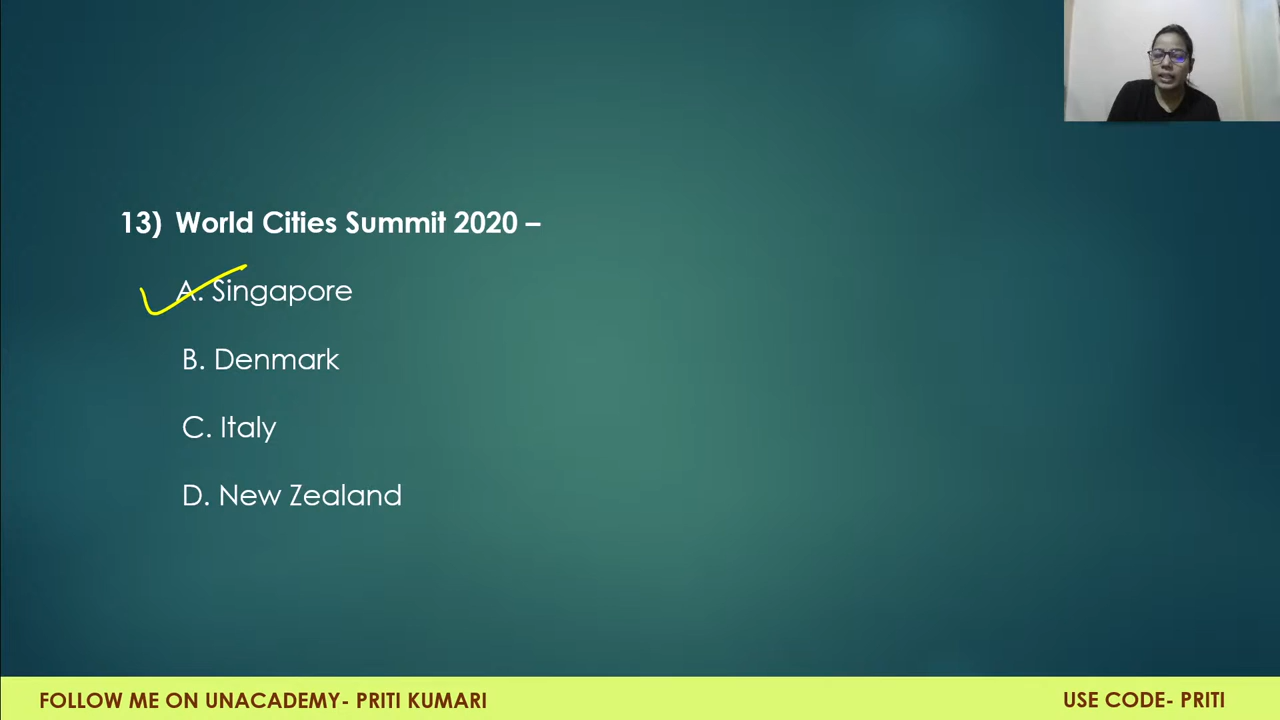 13) World Cities Summit 2020 –
A. Singapore
B. Denmark
C. Italy
D. New Zealand
FOLLOW ME ON UNACADEMY- PRITI KUMARI
USE CODE- PRITI